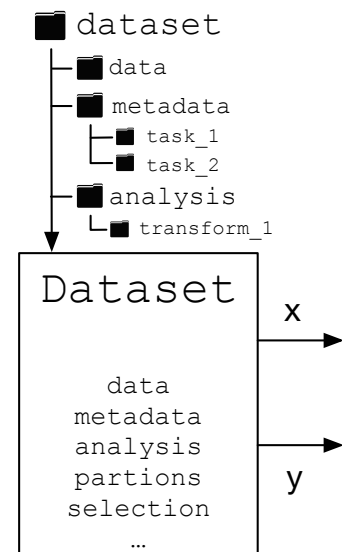 dataset
data
metadata
task_1
task_2
analysis
transform_1
Dataset
x
data
metadata
analysis
partions
y
selection
…